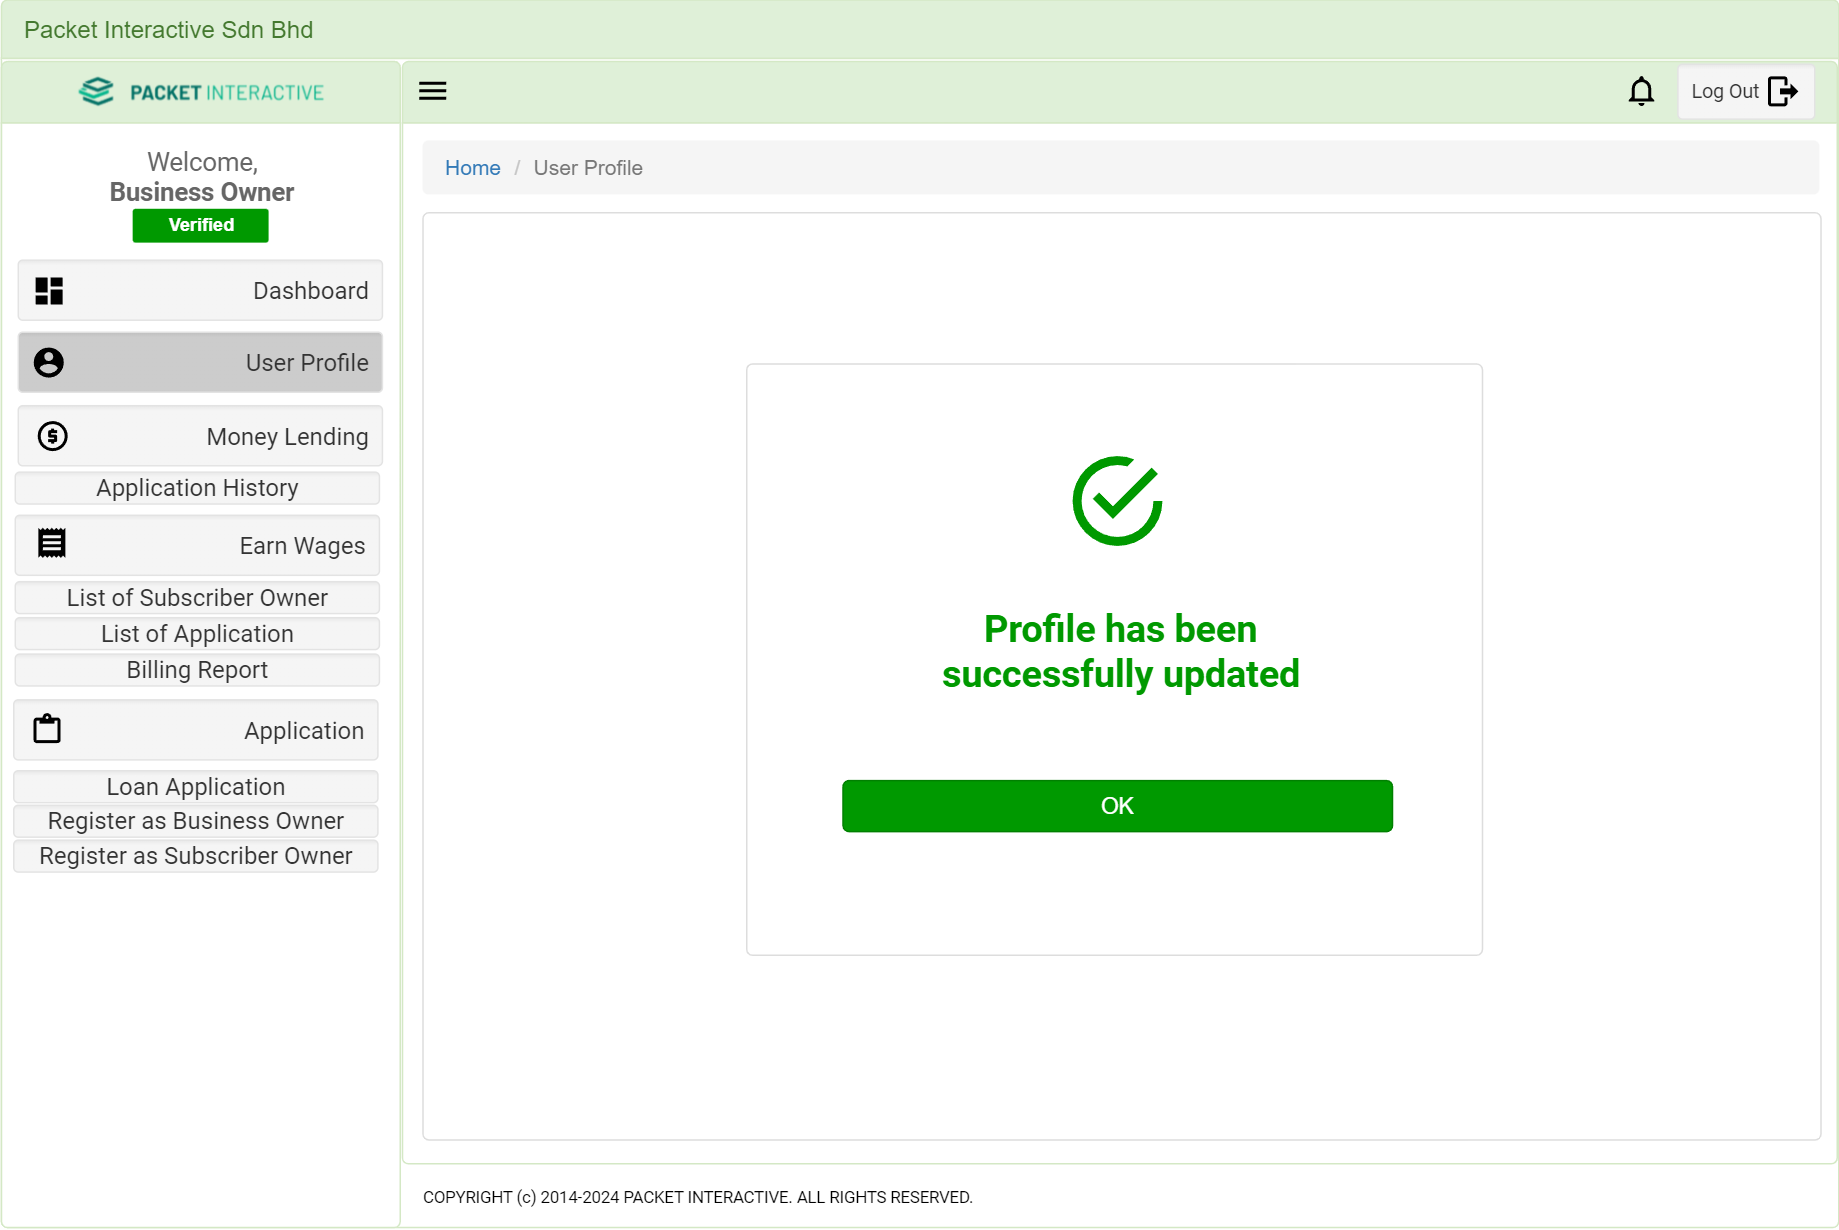 Packet Interactive Sdn Bhd
PACKET INTERACTIVE
Log Out
Welcome,
Business Owner
Verified
Dashboard
User Profile
Money Lending
Application History
Earn Wages
List of Subscriber Owner
List of Application
Billing Report
Application
Loan Application
Register as Business Owner
Register as Subscriber Owner
Home / User Profile
Profile has been
successfully updated
OK
COPYRIGHT (c) 2014-2024 PACKET INTERACTIVE. ALL RIGHTS RESERVED.